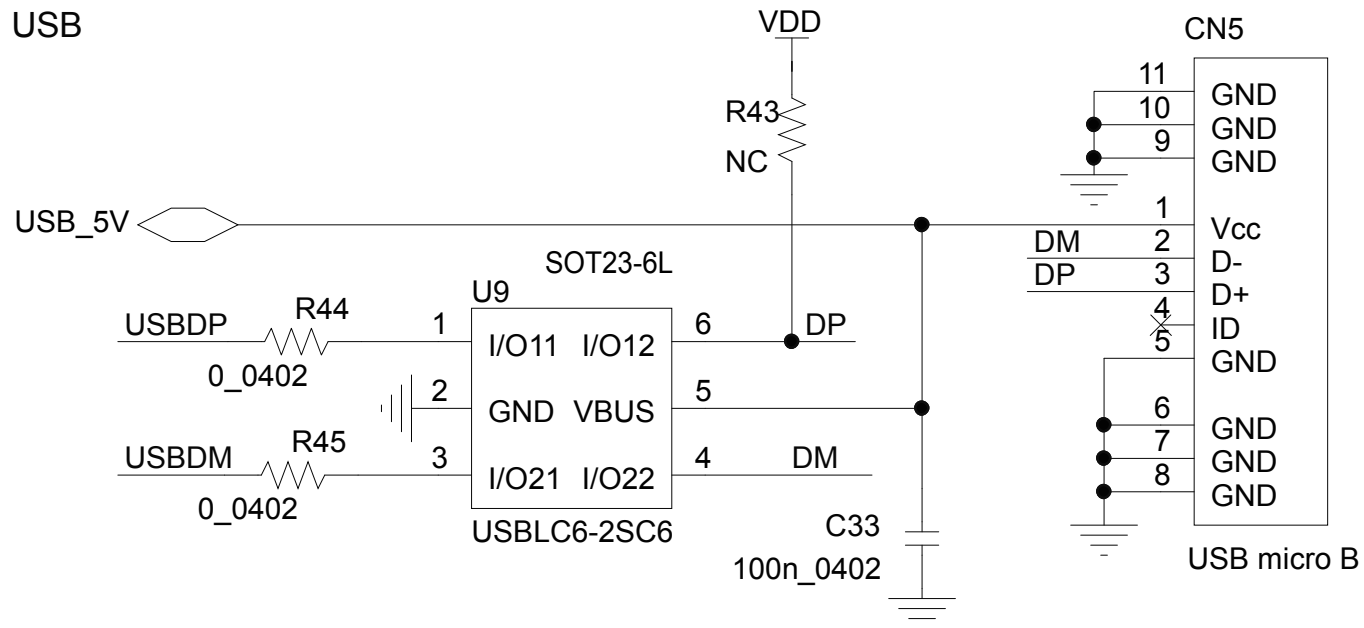 USB
VDD
CN5
R43
NC
11
GND
10
GND
9
GND
USB_5V
1
Vcc
DM
2
D-
DP
3
D+
4
ID
5
GND
6
GND
7
GND
8
GND
USB micro B
SOT23-6L
U9
USBDP
R44
0_0402
1
I/O11
I/O12
6
DP
2
GND
VBUS
5
USBDM
R45
0_0402
3
I/O21
I/O22
4
DM
USBLC6-2SC6
C33
100n_0402